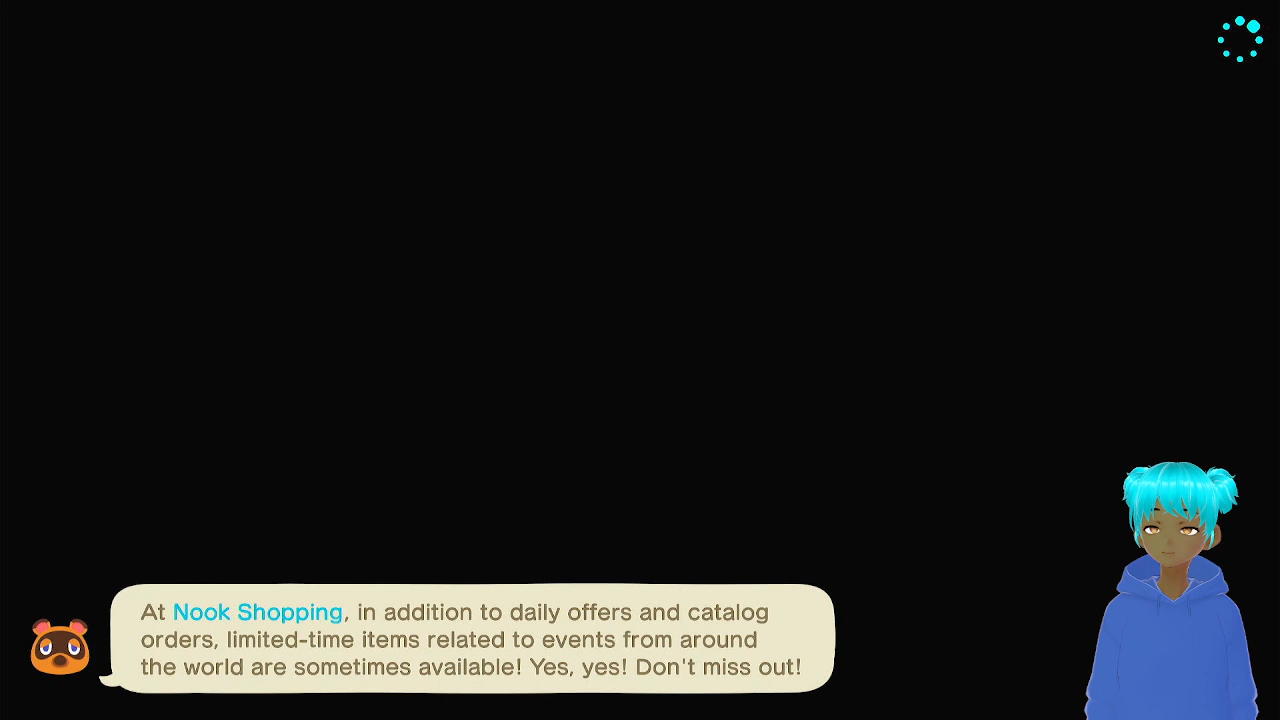 At Nook Shopping, in addition to daily offers and catalog
orders, limited-time items related to events from around
the world are sometimes available! Yes, yes! Don't miss out!